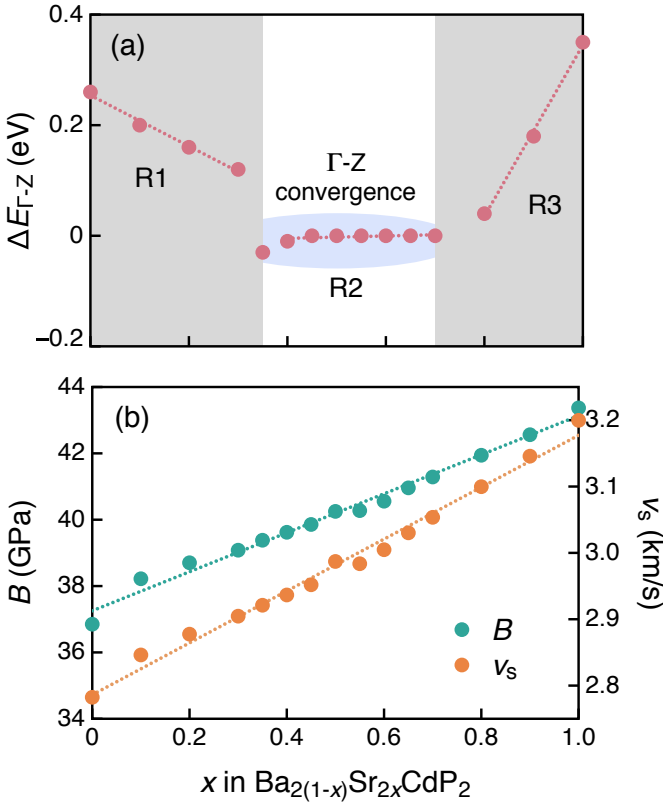 (a)
0.4
0.2
0
−0.2
ΔE_Γ-Z (eV)
R1
Γ-Z
convergence
R2
R3
(b)
44
42
40
38
36
34
B (GPa)
3.2
3.1
3.0
2.9
2.8
v_s (km/s)
B
v_s
0 0.2 0.4 0.6 0.8 1.0
x in Ba₂₍₁₋ₓ₎Sr₂ₓCdP₂